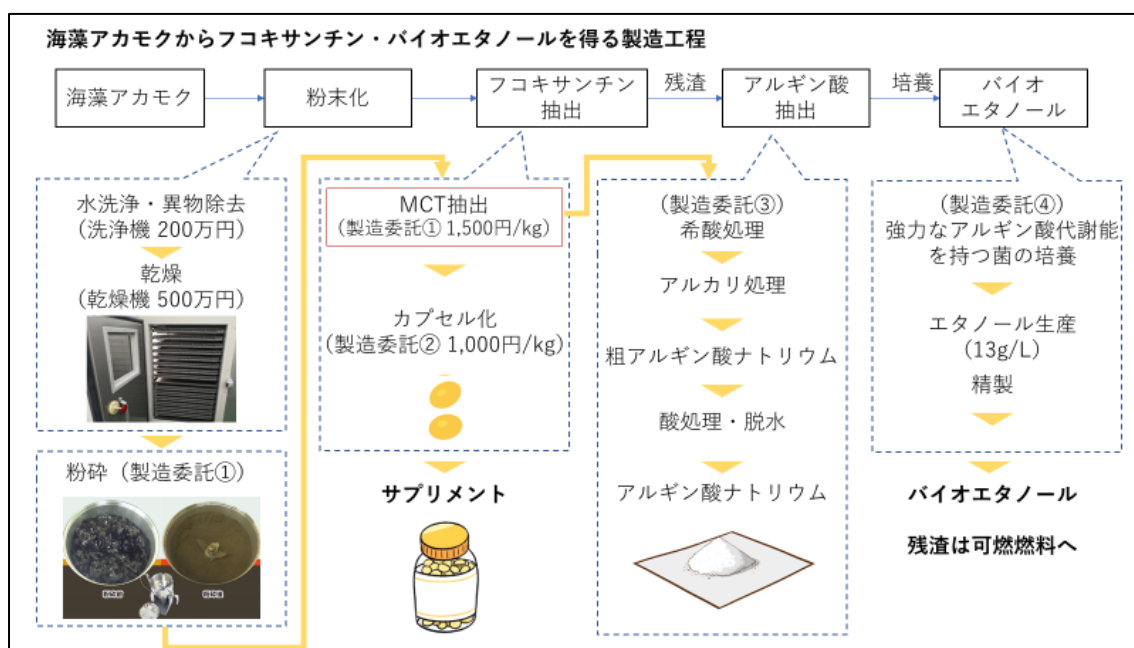 海藻アカモクからフコキサンチン・バイオエタノールを得る製造工程
海藻アカモク
粉末化
フコキサンチン
抽出
残渣
アルギン酸
抽出
培養
バイオ
エタノール
水洗浄・異物除去
(洗浄機 200万円)
乾燥
(乾燥機 500万円)
粉砕（製造委託①）
粉砕前
粉砕後
MCT抽出
(製造委託① 1,500円/kg)
カプセル化
(製造委託② 1,000円/kg)
サプリメント
(製造委託③)
希酸処理
アルカリ処理
粗アルギン酸ナトリウム
酸処理・脱水
アルギン酸ナトリウム
(製造委託④)
強力なアルギン酸代謝能
を持つ菌の培養
エタノール生産
(13g/L)
精製
バイオエタノール
残渣は可燃燃料へ